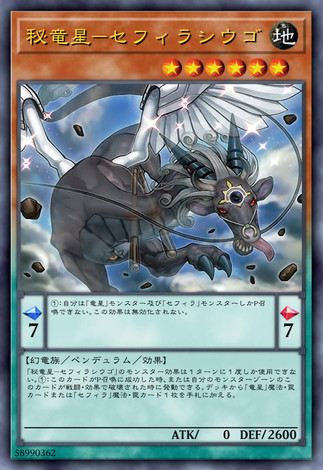 秘竜星－セフィラシウゴ 地
①:自分は「竜星」モンスター及び「セフィラ」モンスターしかP召
喚できない。この効果は無効化されない。
7 7
【幻竜族／ペンデュラム／効果】
「秘竜星－セフィラシウゴ」のモンスター効果は１ターンに１度しか使用できな
い。①:このカードがP召喚に成功した時、または自分のモンスターゾーンのこ
のカードが戦闘・効果で破壊された時に発動できる。デッキから「竜星」魔法・罠
カードまたは「セフィラ」魔法・罠カード１枚を手札に加える。
ATK/ 0 DEF/2600
58990362